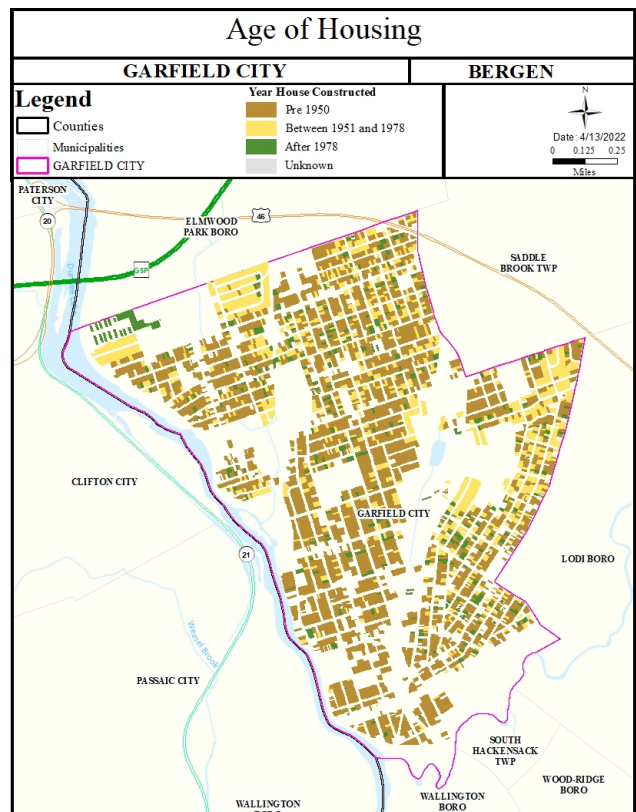 Age of Housing
GARFIELD CITY
BERGEN
Legend
Counties
Municipalities
GARFIELD CITY
Year House Constructed
Pre 1950
Between 1951 and 1978
After 1978
Unknown
N
Date: 4/13/2022
0 0.125 0.25
Miles
PATERSON
CITY
20
ELMWOOD
PARK BORO
46
GSP
SADDLE
BROOK TWP
CLIFTON CITY
GARFIELD CITY
21
LODI BORO
Weasel Brook
PASSAIC CITY
SOUTH
HACKENSACK
TWP
WOOD-RIDGE
BORO
WALLINGTON
BORO
WALLINGTON